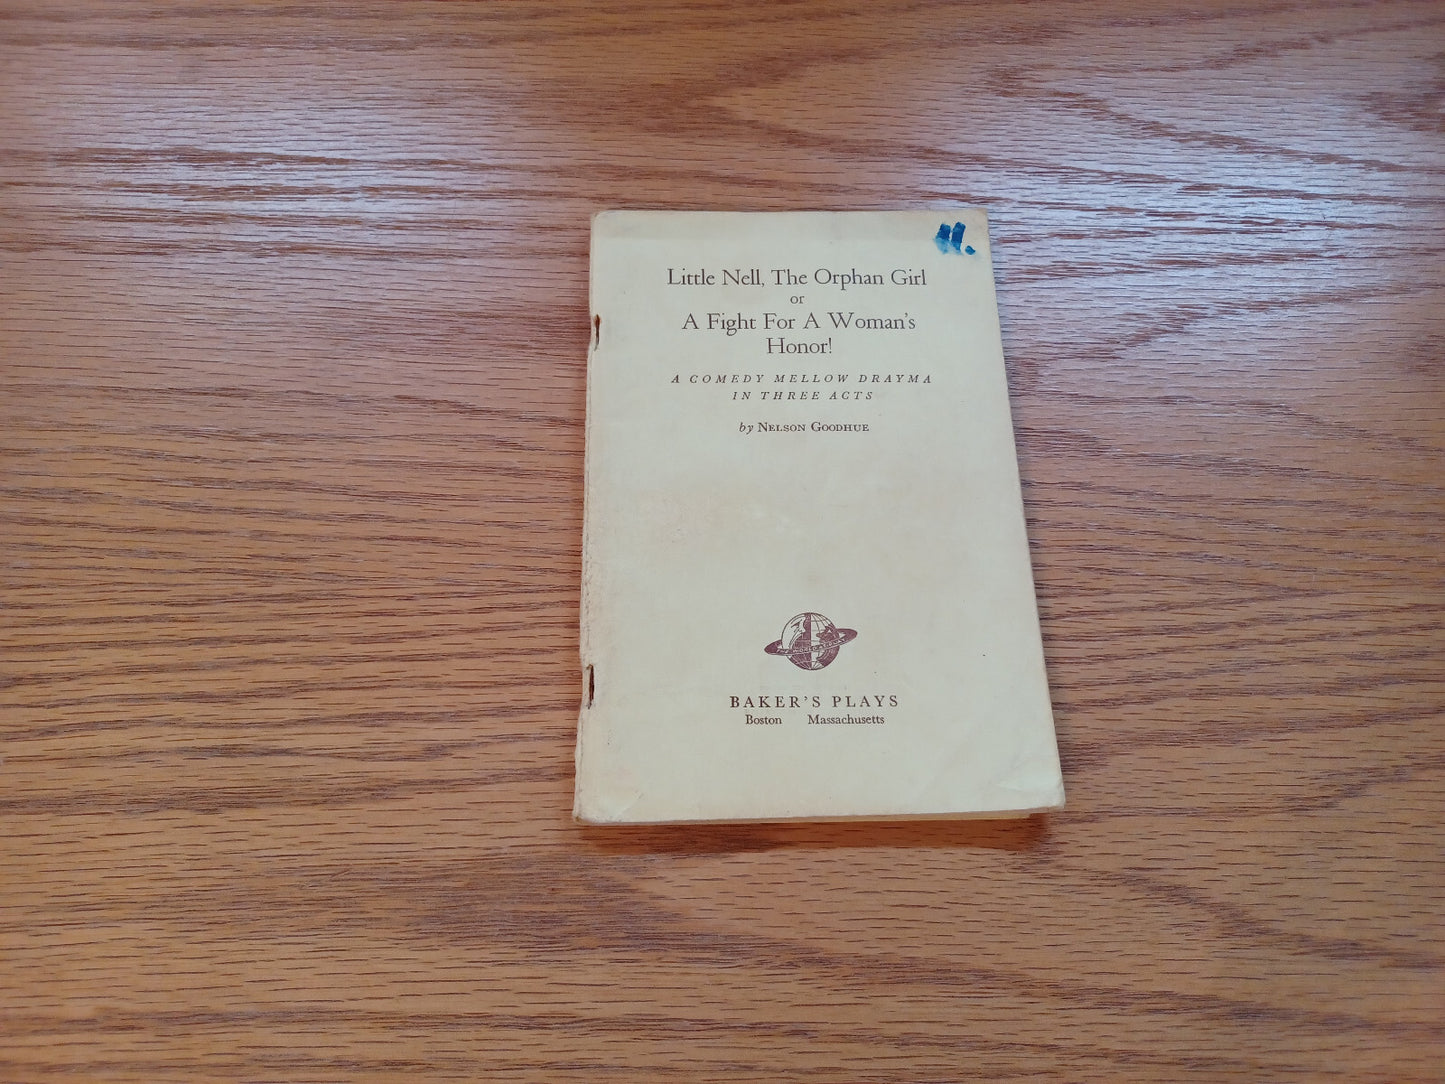 Little Nell, The Orphan Girl
or
A Fight For A Woman's
Honor!
A COMEDY MELLOW DRAYMA
IN THREE ACTS
by NELSON GOODHUE
BAKER'S PLAYS
Boston Massachusetts